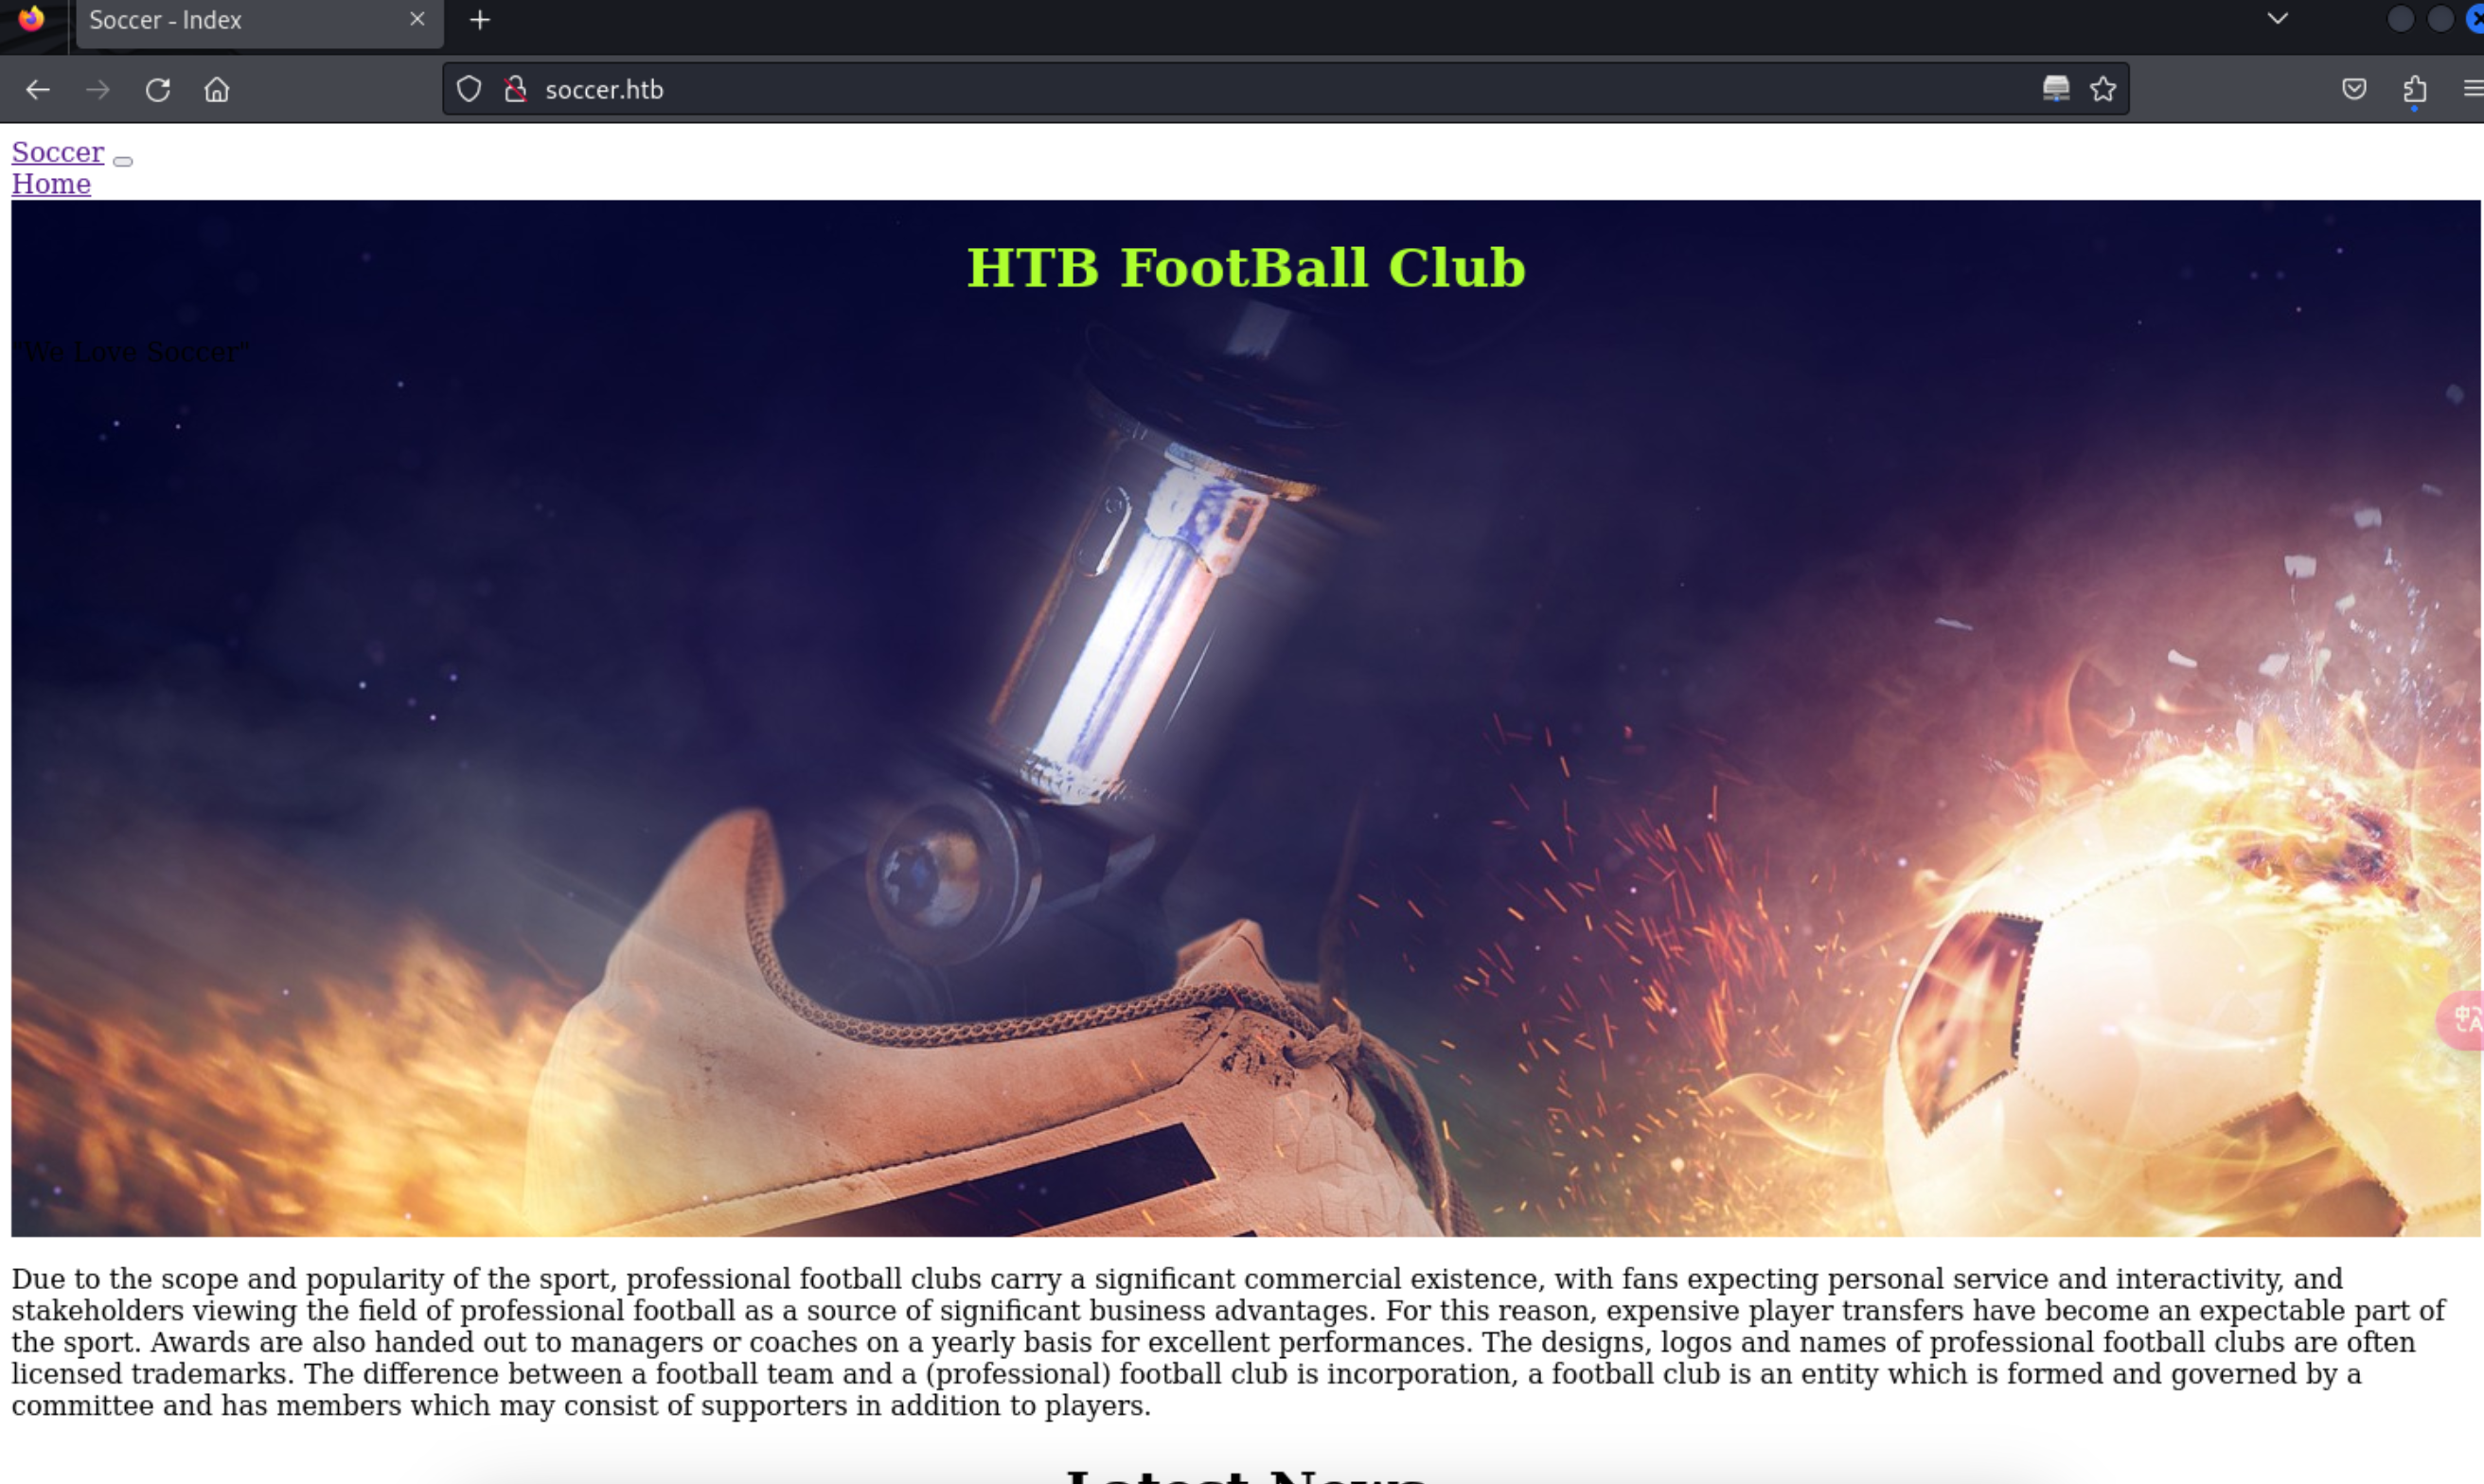 Soccer - Index
soccer.htb
Soccer
Home
HTB FootBall Club
"We Love Soccer"
Due to the scope and popularity of the sport, professional football clubs carry a significant commercial existence, with fans expecting personal service and interactivity, and
stakeholders viewing the field of professional football as a source of significant business advantages. For this reason, expensive player transfers have become an expectable part of
the sport. Awards are also handed out to managers or coaches on a yearly basis for excellent performances. The designs, logos and names of professional football clubs are often
licensed trademarks. The difference between a football team and a (professional) football club is incorporation, a football club is an entity which is formed and governed by a
committee and has members which may consist of supporters in addition to players.
Latest News